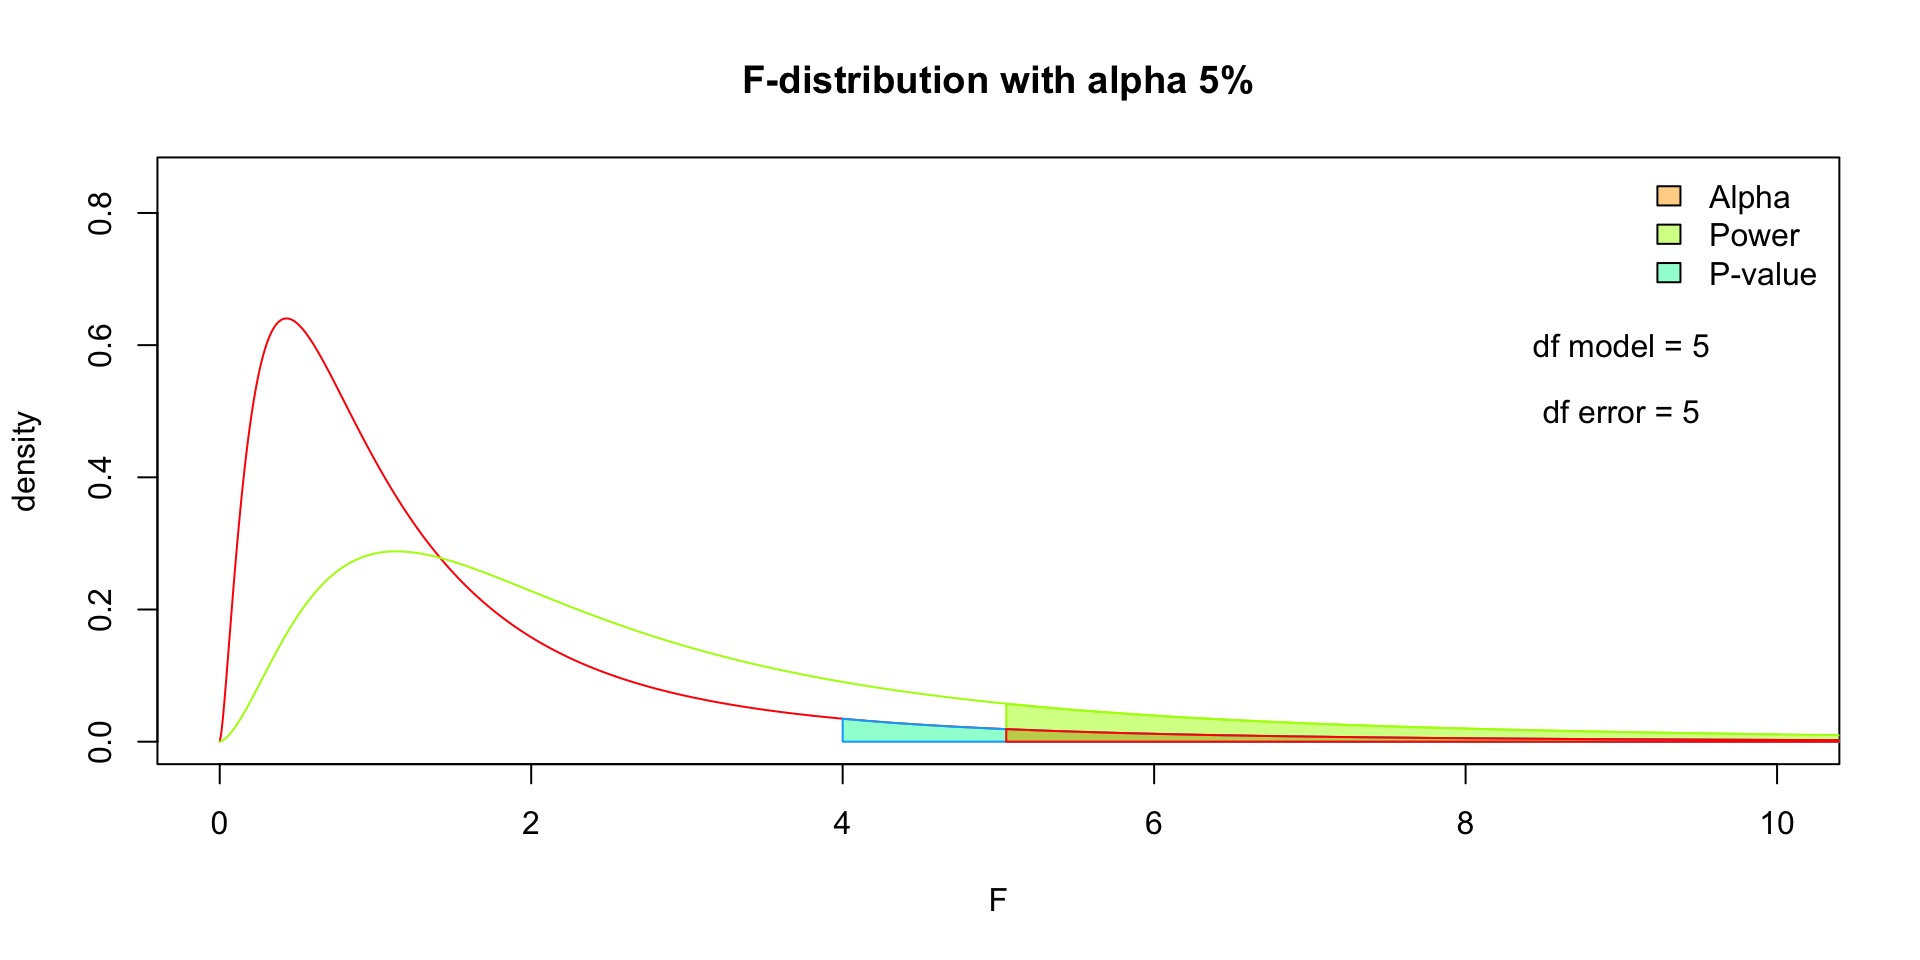 F-distribution with alpha 5%
Alpha
Power
P-value
df model = 5
df error = 5
density
0.8
0.6
0.4
0.2
0.0
0 2 4 6 8 10
F